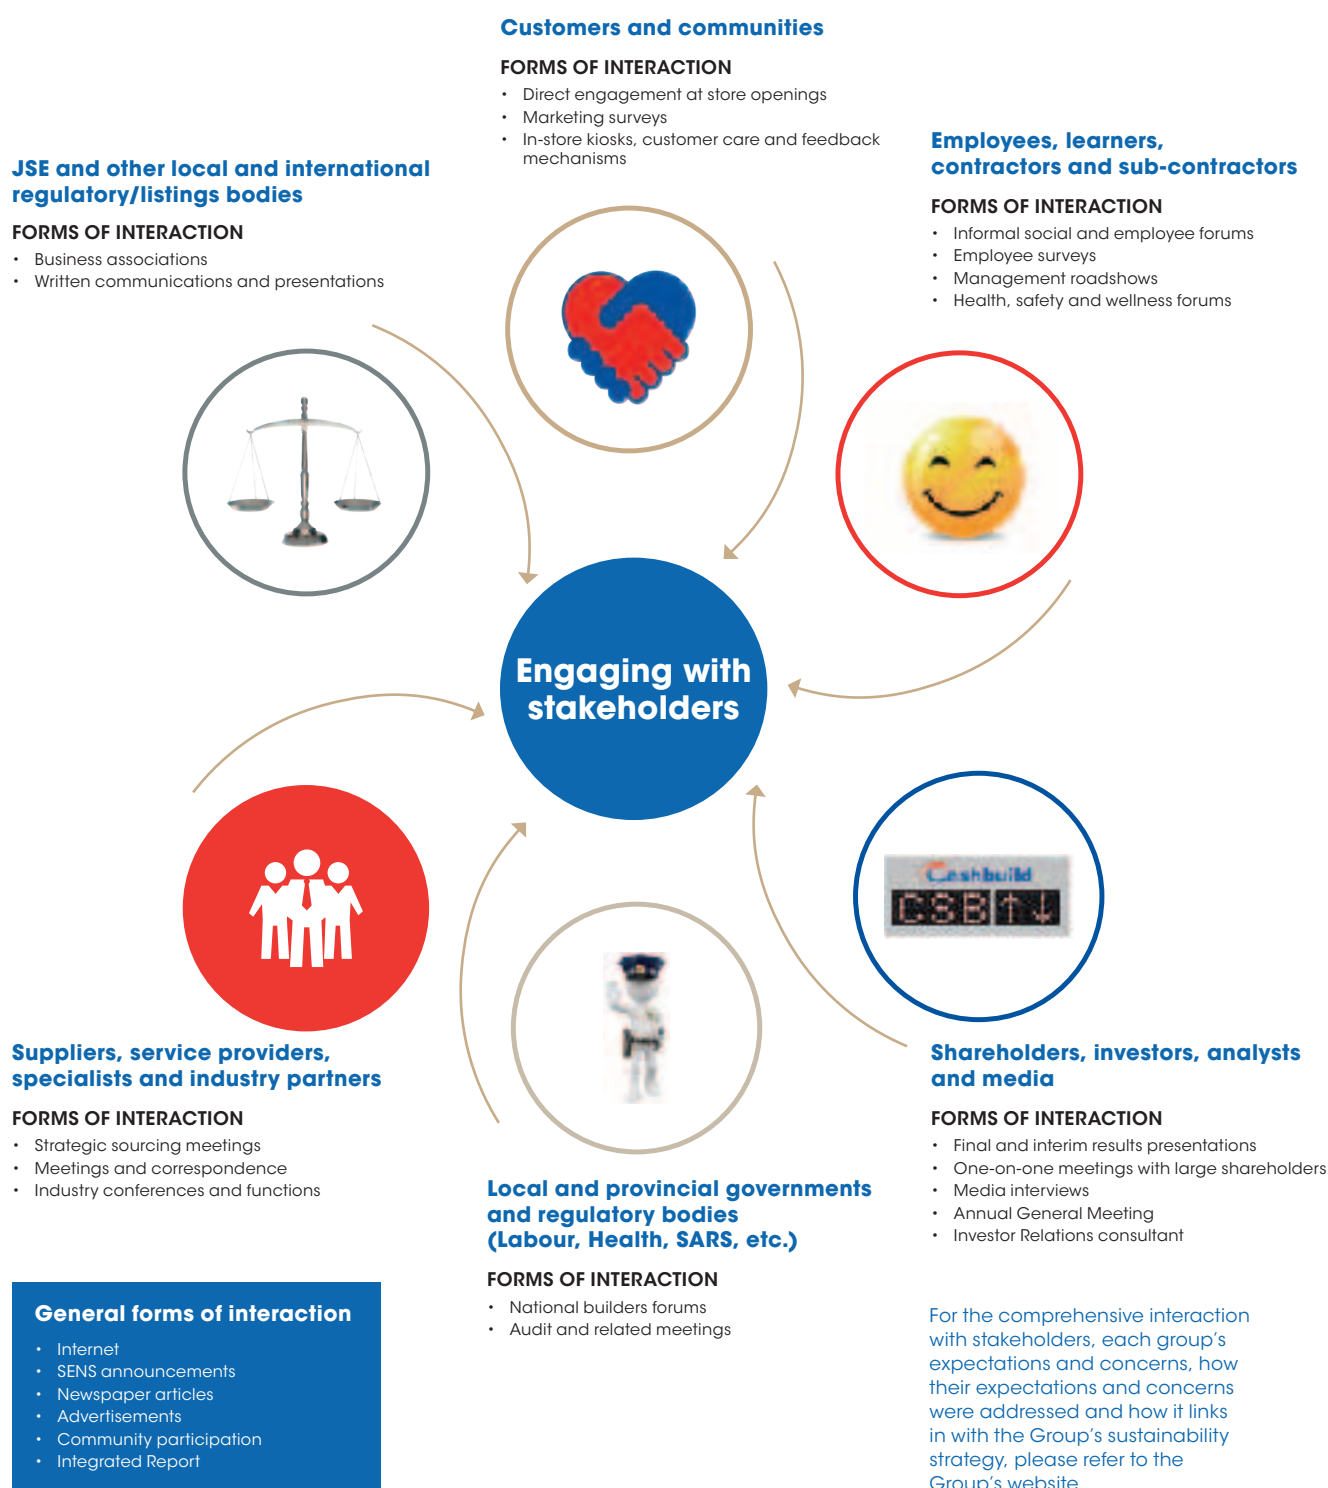 Customers and communities
FORMS OF INTERACTION
• Direct engagement at store openings
• Marketing surveys
• In-store kiosks, customer care and feedback
mechanisms
JSE and other local and international
regulatory/listings bodies
FORMS OF INTERACTION
• Business associations
• Written communications and presentations
Employees, learners,
contractors and sub-contractors
FORMS OF INTERACTION
• Informal social and employee forums
• Employee surveys
• Management roadshows
• Health, safety and wellness forums
Engaging with
stakeholders
Cashbuild
CSB↑↓
Suppliers, service providers,
specialists and industry partners
FORMS OF INTERACTION
• Strategic sourcing meetings
• Meetings and correspondence
• Industry conferences and functions
Local and provincial governments
and regulatory bodies
(Labour, Health, SARS, etc.)
FORMS OF INTERACTION
• National builders forums
• Audit and related meetings
Shareholders, investors, analysts
and media
FORMS OF INTERACTION
• Final and interim results presentations
• One-on-one meetings with large shareholders
• Media interviews
• Annual General Meeting
• Investor Relations consultant
General forms of interaction
• Internet
• SENS announcements
• Newspaper articles
• Advertisements
• Community participation
• Integrated Report
For the comprehensive interaction
with stakeholders, each group's
expectations and concerns, how
their expectations and concerns
were addressed and how it links
in with the Group's sustainability
strategy, please refer to the
Group's website